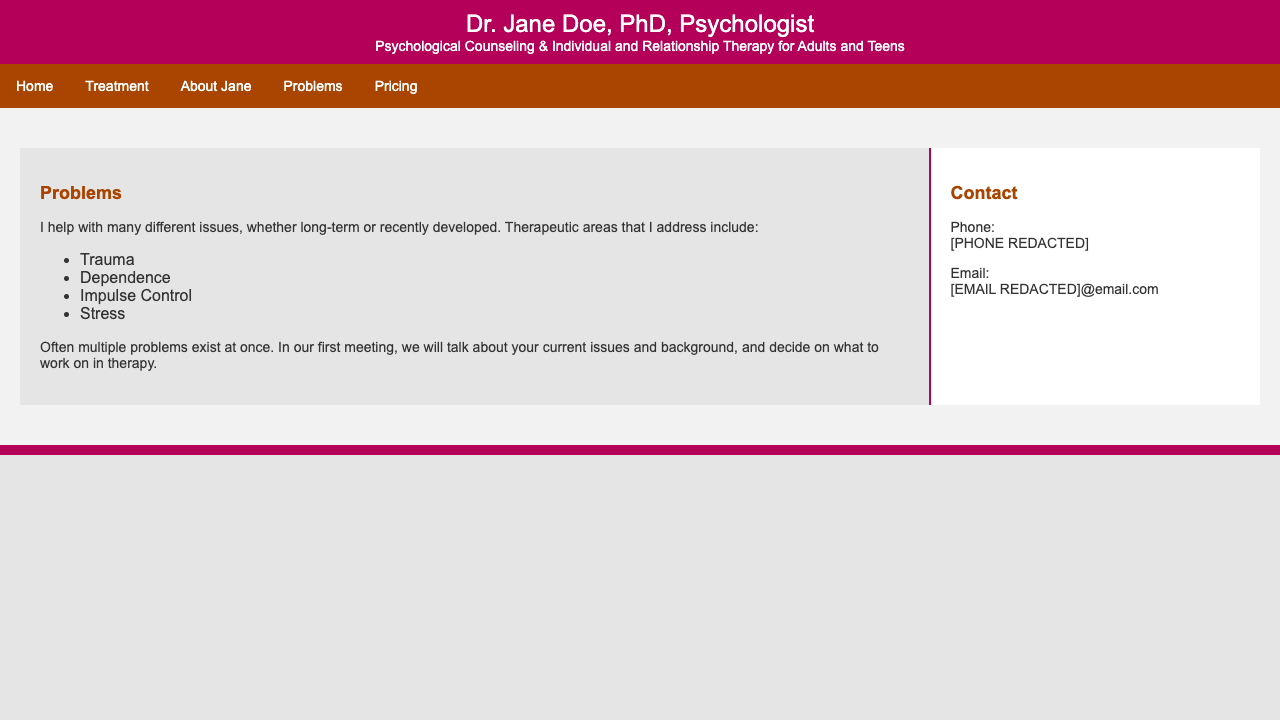 Dr. Jane Doe, PhD, Psychologist
Psychological Counseling & Individual and Relationship Therapy for Adults and Teens
Home Treatment About Jane Problems Pricing
Problems
I help with many different issues, whether long-term or recently developed. Therapeutic areas that I address include:
• Trauma
• Dependence
• Impulse Control
• Stress
Often multiple problems exist at once. In our first meeting, we will talk about your current issues and background, and decide on what to
work on in therapy.
Contact
Phone:
[PHONE REDACTED]
Email:
[EMAIL REDACTED]@email.com